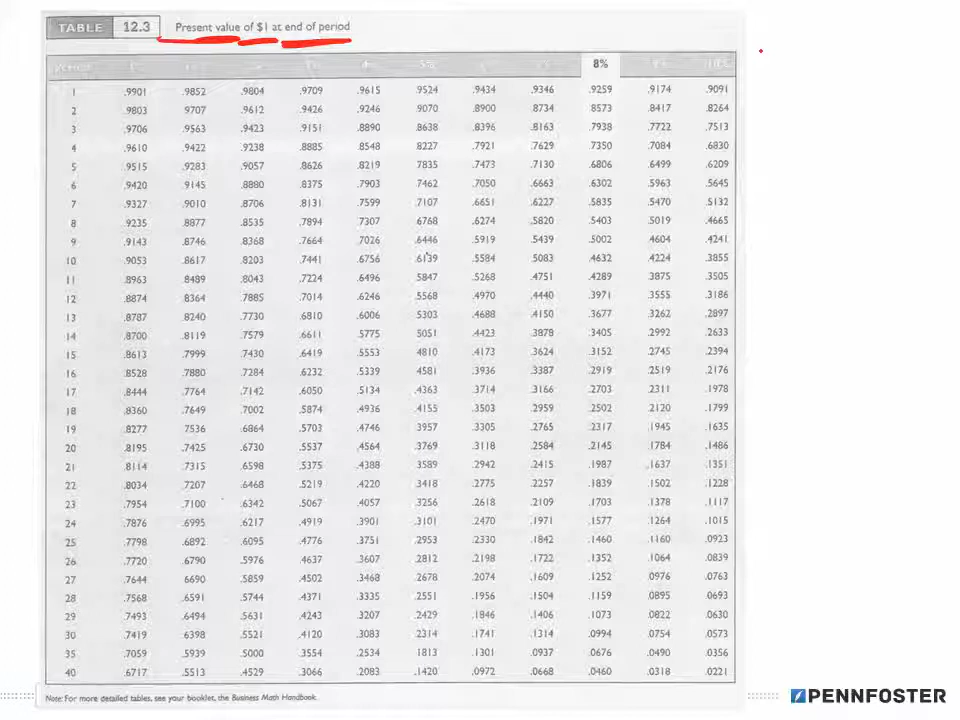 TABLE 12.3 Present value of $1 at end of period
8%
1 .9901 .9852 .9804 .9709 .9615 .9524 .9434 .9346 .9259 .9174 .9091
2 .9803 .9707 .9612 .9426 .9246 .9070 .8900 .8734 .8573 .8417 .8264
3 .9706 .9563 .9423 .9151 .8890 .8638 .8396 .8163 .7938 .7722 .7513
4 .9610 .9422 .9238 .8885 .8548 .8227 .7921 .7629 .7350 .7084 .6830
5 .9515 .9283 .9057 .8626 .8219 .7835 .7473 .7130 .6806 .6499 .6209
6 .9420 .9145 .8880 .8375 .7903 .7462 .7050 .6663 .6302 .5963 .5645
7 .9327 .9010 .8706 .8131 .7599 .7107 .6651 .6227 .5835 .5470 .5132
8 .9235 .8877 .8535 .7894 .7307 .6768 .6274 .5820 .5403 .5019 .4665
9 .9143 .8746 .8368 .7664 .7026 .6446 .5919 .5439 .5002 .4604 .4241
10 .9053 .8617 .8203 .7441 .6756 .6139 .5584 .5083 .4632 .4224 .3855
11 .8963 .8489 .8043 .7224 .6496 .5847 .5268 .4751 .4289 .3875 .3505
12 .8874 .8364 .7885 .7014 .6246 .5568 .4970 .4440 .3971 .3555 .3186
13 .8787 .8240 .7730 .6810 .6006 .5303 .4688 .4150 .3677 .3262 .2897
14 .8700 .8119 .7579 .6611 .5775 .5051 .4423 .3878 .3405 .2992 .2633
15 .8613 .7999 .7430 .6419 .5553 .4810 .4173 .3624 .3152 .2745 .2394
16 .8528 .7880 .7284 .6232 .5339 .4581 .3936 .3387 .2919 .2519 .2176
17 .8444 .7764 .7142 .6050 .5134 .4363 .3714 .3166 .2703 .2311 .1978
18 .8360 .7649 .7002 .5874 .4936 .4155 .3503 .2959 .2502 .2120 .1799
19 .8277 .7536 .6864 .5703 .4746 .3957 .3305 .2765 .2317 .1945 .1635
20 .8195 .7425 .6730 .5537 .4564 .3769 .3118 .2584 .2145 .1784 .1486
21 .8114 .7315 .6598 .5375 .4388 .3589 .2942 .2415 .1987 .1637 .1351
22 .8034 .7207 .6468 .5219 .4220 .3418 .2775 .2257 .1839 .1502 .1228
23 .7954 .7100 .6342 .5067 .4057 .3256 .2618 .2109 .1703 .1378 .1117
24 .7876 .6995 .6217 .4919 .3901 .3101 .2470 .1971 .1577 .1264 .1015
25 .7798 .6892 .6095 .4776 .3751 .2953 .2330 .1842 .1460 .1160 .0923
26 .7720 .6790 .5976 .4637 .3607 .2812 .2198 .1722 .1352 .1064 .0839
27 .7644 .6690 .5859 .4502 .3468 .2678 .2074 .1609 .1252 .0976 .0763
28 .7568 .6591 .5744 .4371 .3335 .2551 .1956 .1504 .1159 .0895 .0693
29 .7493 .6494 .5631 .4243 .3207 .2429 .1846 .1406 .1073 .0822 .0630
30 .7419 .6398 .5521 .4120 .3083 .2314 .1741 .1314 .0994 .0754 .0573
35 .7059 .5939 .5000 .3554 .2534 .1813 .1301 .0937 .0676 .0490 .0356
40 .6717 .5513 .4529 .3066 .2083 .1420 .0972 .0668 .0460 .0318 .0221
Note: For more detailed tables, see your booklet, the Business Math Handbook.
PENNFOSTER